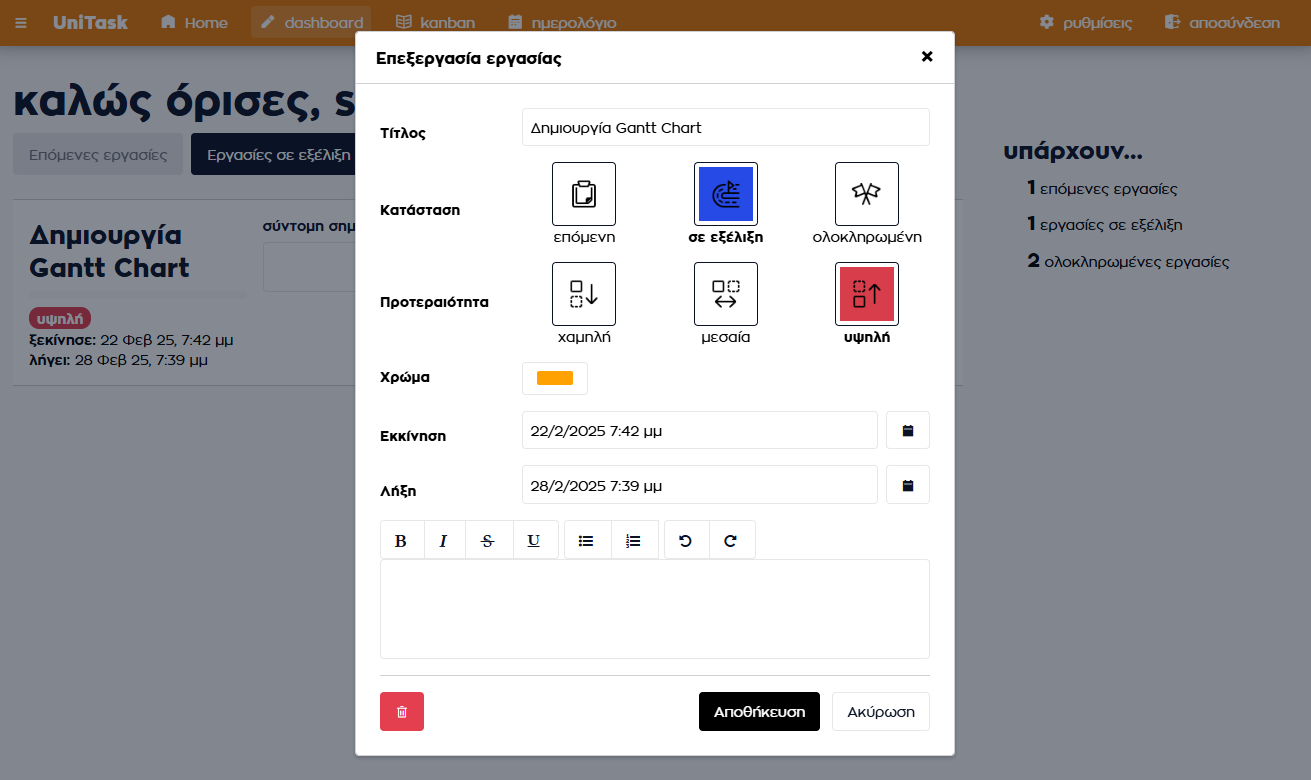 UniTask Home dashboard kanban ημερολόγιο ρυθμίσεις αποσύνδεση
καλώς όρισες, s
Επόμενες εργασίες Εργασίες σε εξέλιξη
Δημιουργία
Gantt Chart
υψηλή
ξεκίνησε: 22 Φεβ 25, 7:42 μμ
λήγει: 28 Φεβ 25, 7:39 μμ
σύντομη σημ
Επεξεργασία εργασίας
Τίτλος Δημιουργία Gantt Chart
Κατάσταση
επόμενη σε εξέλιξη ολοκληρωμένη
Προτεραιότητα
χαμηλή μεσαία υψηλή
Χρώμα
Εκκίνηση 22/2/2025 7:42 μμ
Λήξη 28/2/2025 7:39 μμ
B I S U
Αποθήκευση Ακύρωση
υπάρχουν...
1 επόμενες εργασίες
1 εργασίες σε εξέλιξη
2 ολοκληρωμένες εργασίες